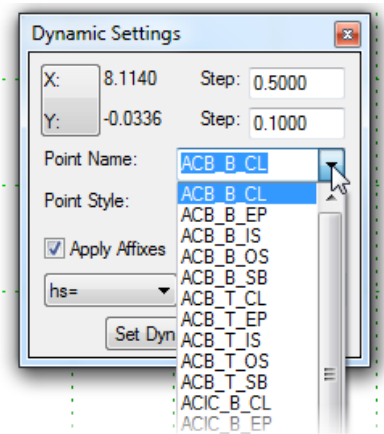 Dynamic Settings
X: 8.1140 Step: 0.5000
Y: -0.0336 Step: 0.1000
Point Name: ACB_B_CL
Point Style:
ACB_B_CL
ACB_B_EP
ACB_B_IS
ACB_B_OS
ACB_B_SB
ACB_T_CL
ACB_T_EP
ACB_T_IS
ACB_T_OS
ACB_T_SB
ACIC_B_CL
ACIC_B_EP
Apply Affixes
hs=
Set Dyn